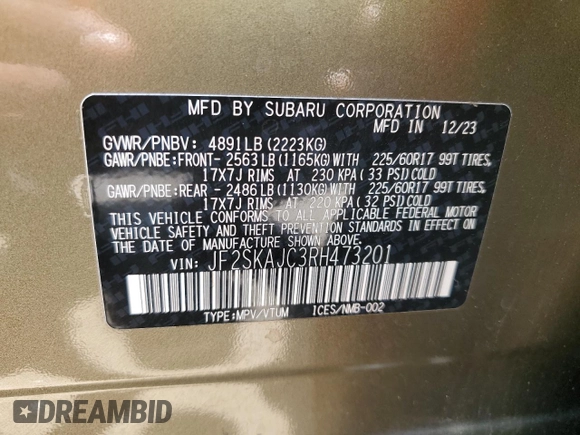 MFD BY SUBARU CORPORATION
MFD IN 12/23
GVWR/PNBV: 4891LB(2223KG)
GAWR/PNBE:FRONT- 2563LB(1165KG)WITH 225/60R17 99T TIRES,
17X7J RIMS AT 230 KPA(33 PSI)COLD
GAWR/PNBE:REAR - 2486LB(1130KG)WITH 225/60R17 99T TIRES,
17X7J RIMS AT 220 KPA(32 PSI)COLD
THIS VEHICLE CONFORMS TO ALL APPLICABLE FEDERAL MOTOR
VEHICLE SAFETY AND THEFT PREVENTION STANDARDS IN EFFECT ON
THE DATE OF MANUFACTURE SHOWN ABOVE.
VIN: JF2SKAJC3RH473201
TYPE:MPV/VTUM ICES/NMB-002
DREAMBID